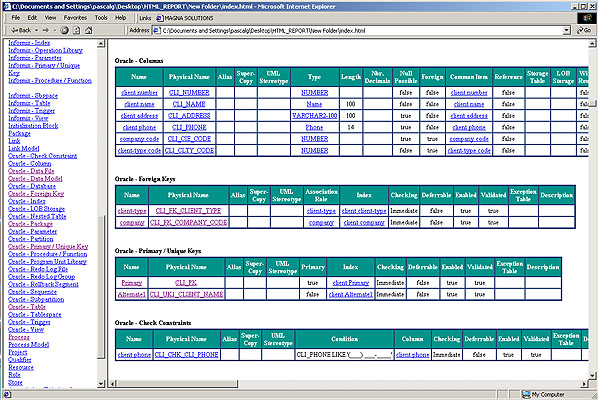 C:\Documents and Settings\pascalg\Desktop\HTML_REPORNA\New Folder\index.html - Microsoft Internet Explorer
File Edit View Favorites Tools Help Links MAGNA SOLUTIONS
Back Address C:\Documents and Settings\pascalg\Desktop\HTML_REPORNA\New Folder\index.html Go
Informix - Index
Informix - Operation Library
Informix - Parameter
Informix - Primary / Unique
Key
Informix - Procedure / Function
Informix - Sbspace
Informix - Table
Informix - Trigger
Informix - View
Initialization Block
Package
Link
Link Model
Oracle - Check Constraint
Oracle - Column
Oracle - Data File
Oracle - Data Model
Oracle - Database
Oracle - Foreign Key
Oracle - Index
Oracle - LOB Storage
Oracle - Nested Table
Oracle - Package
Oracle - Parameter
Oracle - Partition
Oracle - Primary / Unique Key
Oracle - Procedure / Function
Oracle - Program Unit Library
Oracle - Redo Log File
Oracle - Redo Log Group
Oracle - Rollback Segment
Oracle - Sequence
Oracle - Subpartition
Oracle - Table
Oracle - Tablespace
Oracle - Trigger
Oracle - View
Process
Process Model
Project
Qualifier
Resource
Role
Store
Oracle - Columns
Name Physical Name Alias Super-Copy UML Stereotype Type Length Nbr. Decimals Null Possible Foreign Common Item Reference Storage Table LOB Storage
client number CLI_NUMBER NUMBER false false client number false
client name CLI_NAME Name 100 false false client name false
client address CLI_ADDRESS VARCHAR2-100 100 true false client address false
client phone CLI_PHONE Phone 14 false false client phone false
company code CLI_CIE_CODE NUMBER true true company code false
client-type code CLI_CLTY_CODE NUMBER false true client-type code false
Oracle - Foreign Keys
Name Physical Name Alias Super-Copy UML Stereotype Association Role Index Checking Deferrable Enabled Validated Exception Table Description
client-type CLI_FK_CLIENT_TYPE client-type client client-type Immediate false true true
company CLI_FK_COMPANY_CODE company client company Immediate false true true
Oracle - Primary / Unique Keys
Name Physical Name Alias Super-Copy UML Stereotype Primary Index Checking Deferrable Enabled Validated Exception Table Description
Primary CLI_PK true client Primary Immediate false true true
Alternate1 CLI_UK1_CLIENT_NAME false client Alternate1 Immediate false true true
Oracle - Check Constraints
Name Physical Name Alias Super-Copy UML Stereotype Condition Column Checking Deferrable Enabled Validated Exception Table
client phone CLI_CHK_CLI_PHONE CLI_PHONE LIKE '(___) ___-____' client phone Immediate false true true
My Computer